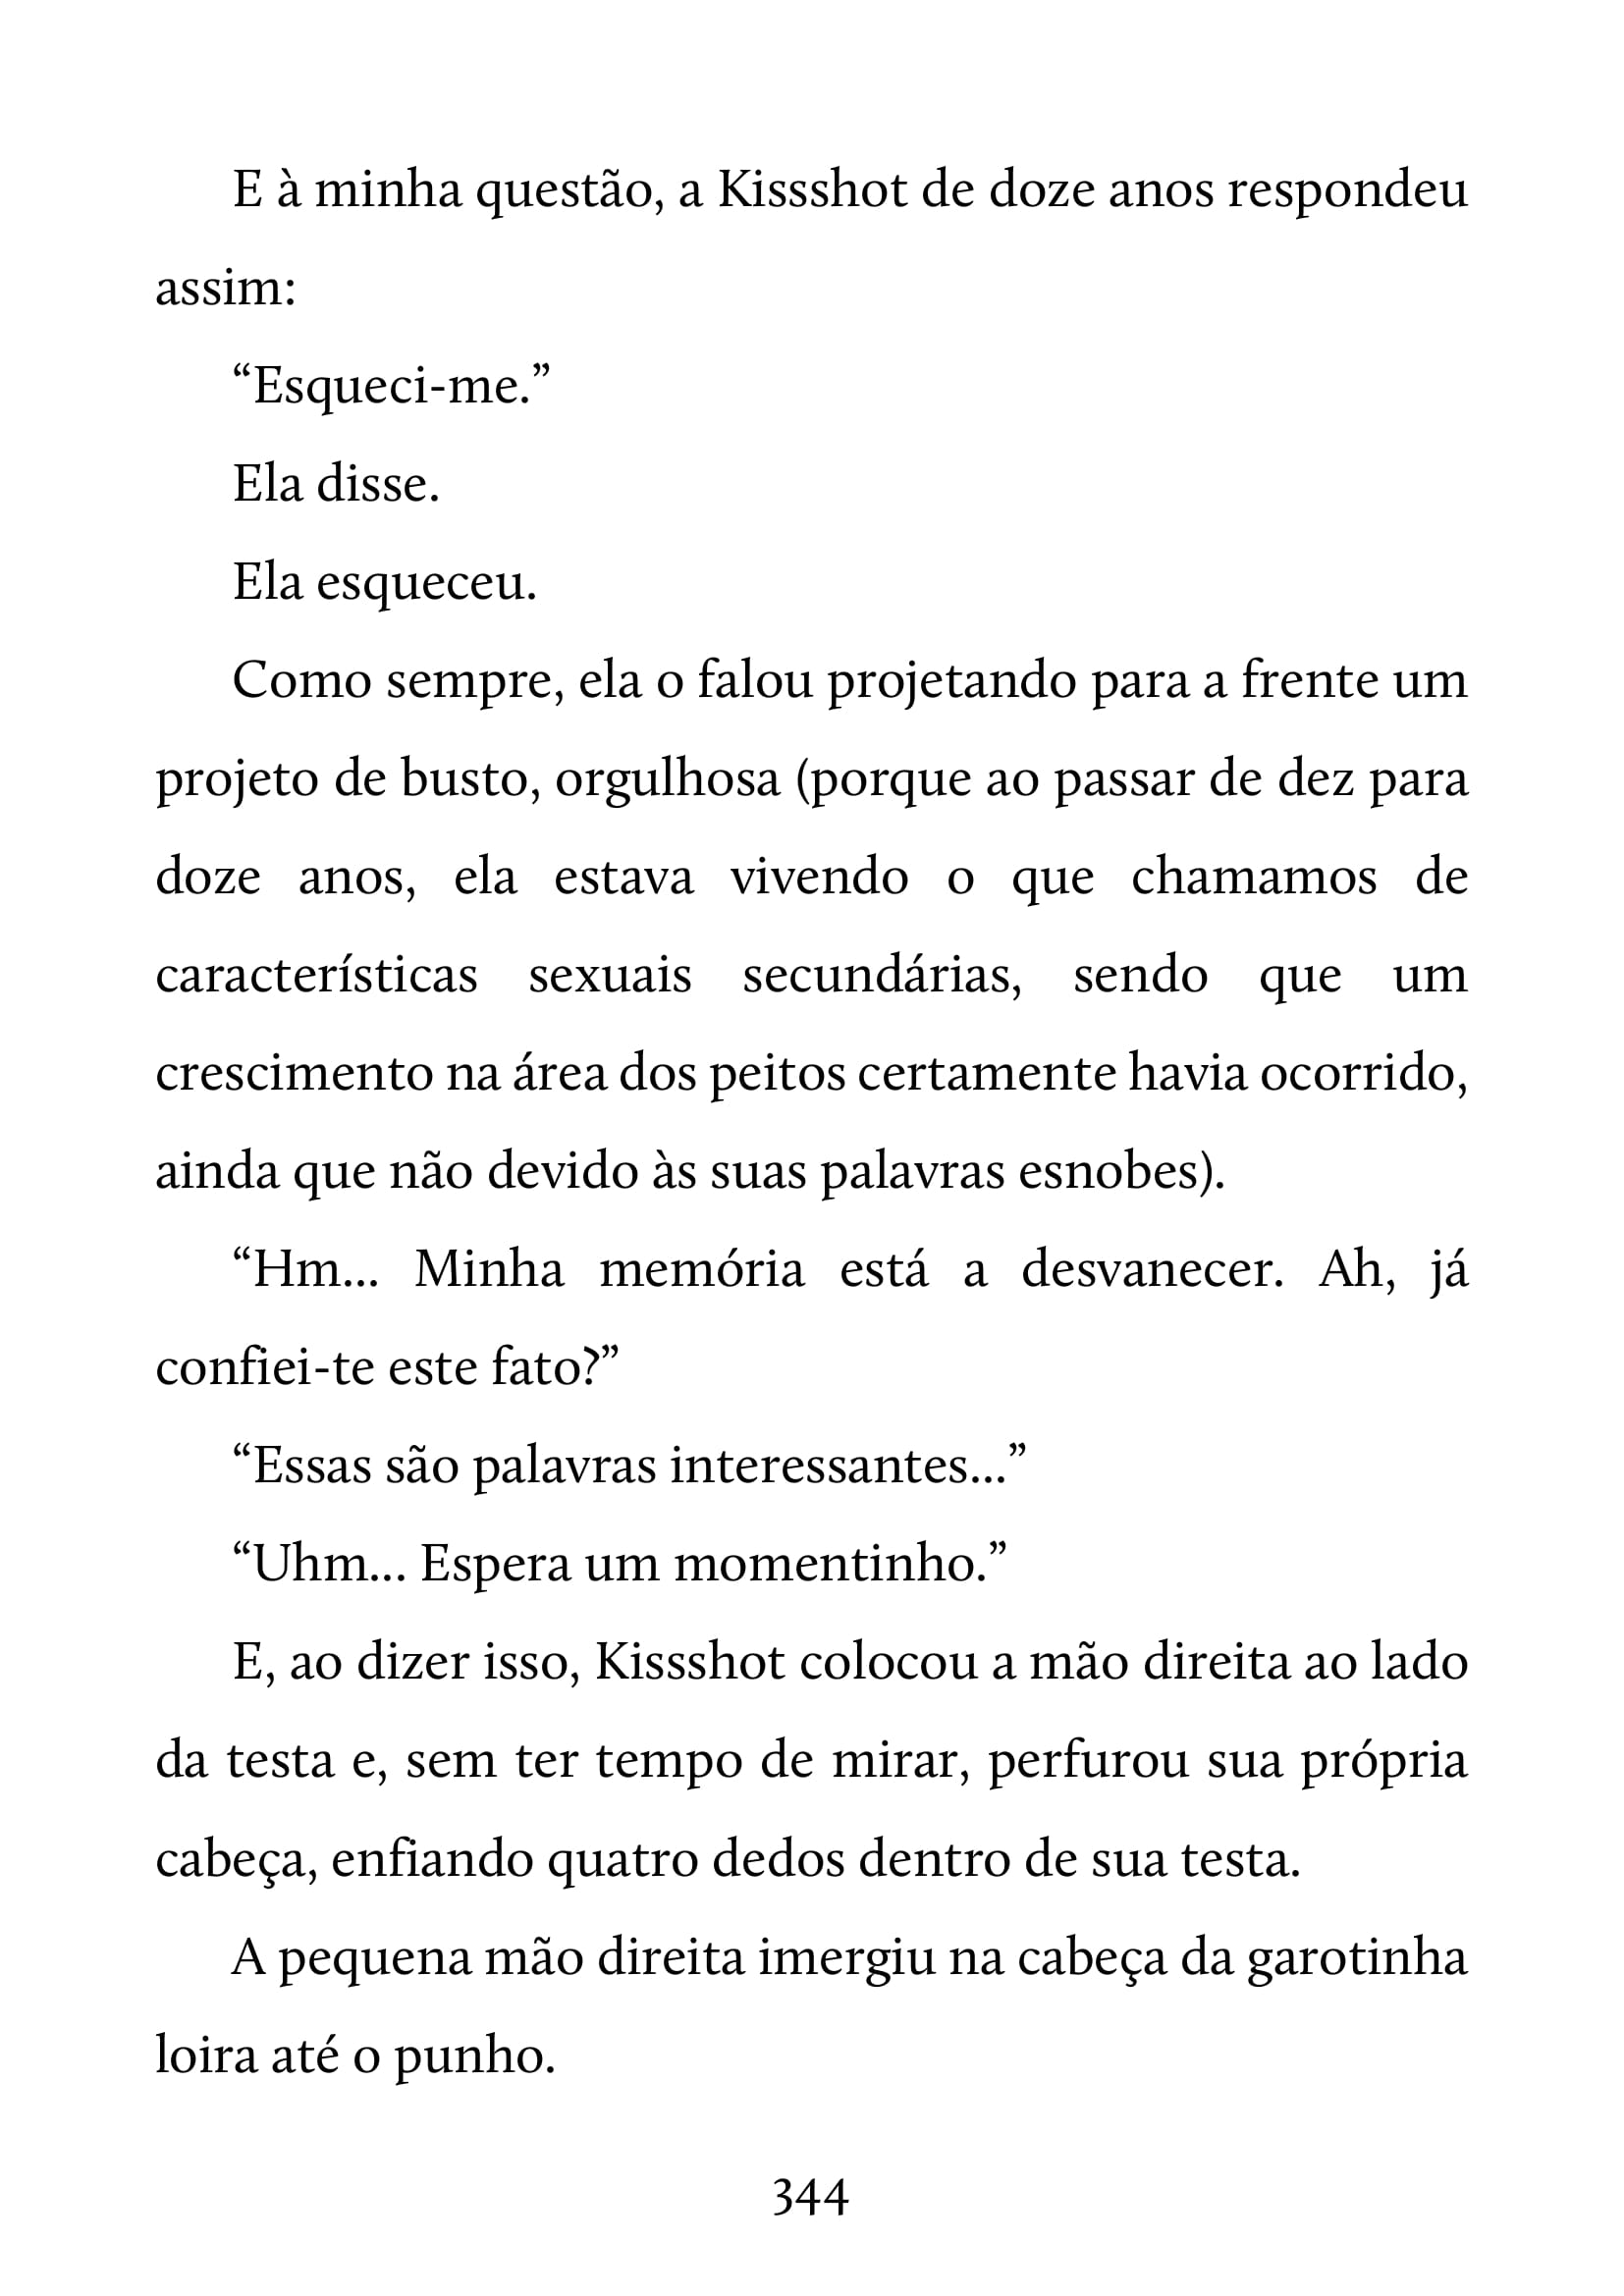 E à minha questão, a Kissshot de doze anos respondeu
assim:
“Esqueci-me.”
Ela disse.
Ela esqueceu.
Como sempre, ela o falou projetando para a frente um
projeto de busto, orgulhosa (porque ao passar de dez para
doze anos, ela estava vivendo o que chamamos de
características sexuais secundárias, sendo que um
crescimento na área dos peitos certamente havia ocorrido,
ainda que não devido às suas palavras esnobes).
“Hm... Minha memória está a desvanecer. Ah, já
confiei-te este fato?”
“Essas são palavras interessantes...”
“Uhm... Espera um momentinho.”
E, ao dizer isso, Kissshot colocou a mão direita ao lado
da testa e, sem ter tempo de mirar, perfurou sua própria
cabeça, enfiando quatro dedos dentro de sua testa.
A pequena mão direita imergiu na cabeça da garotinha
loira até o punho.
344